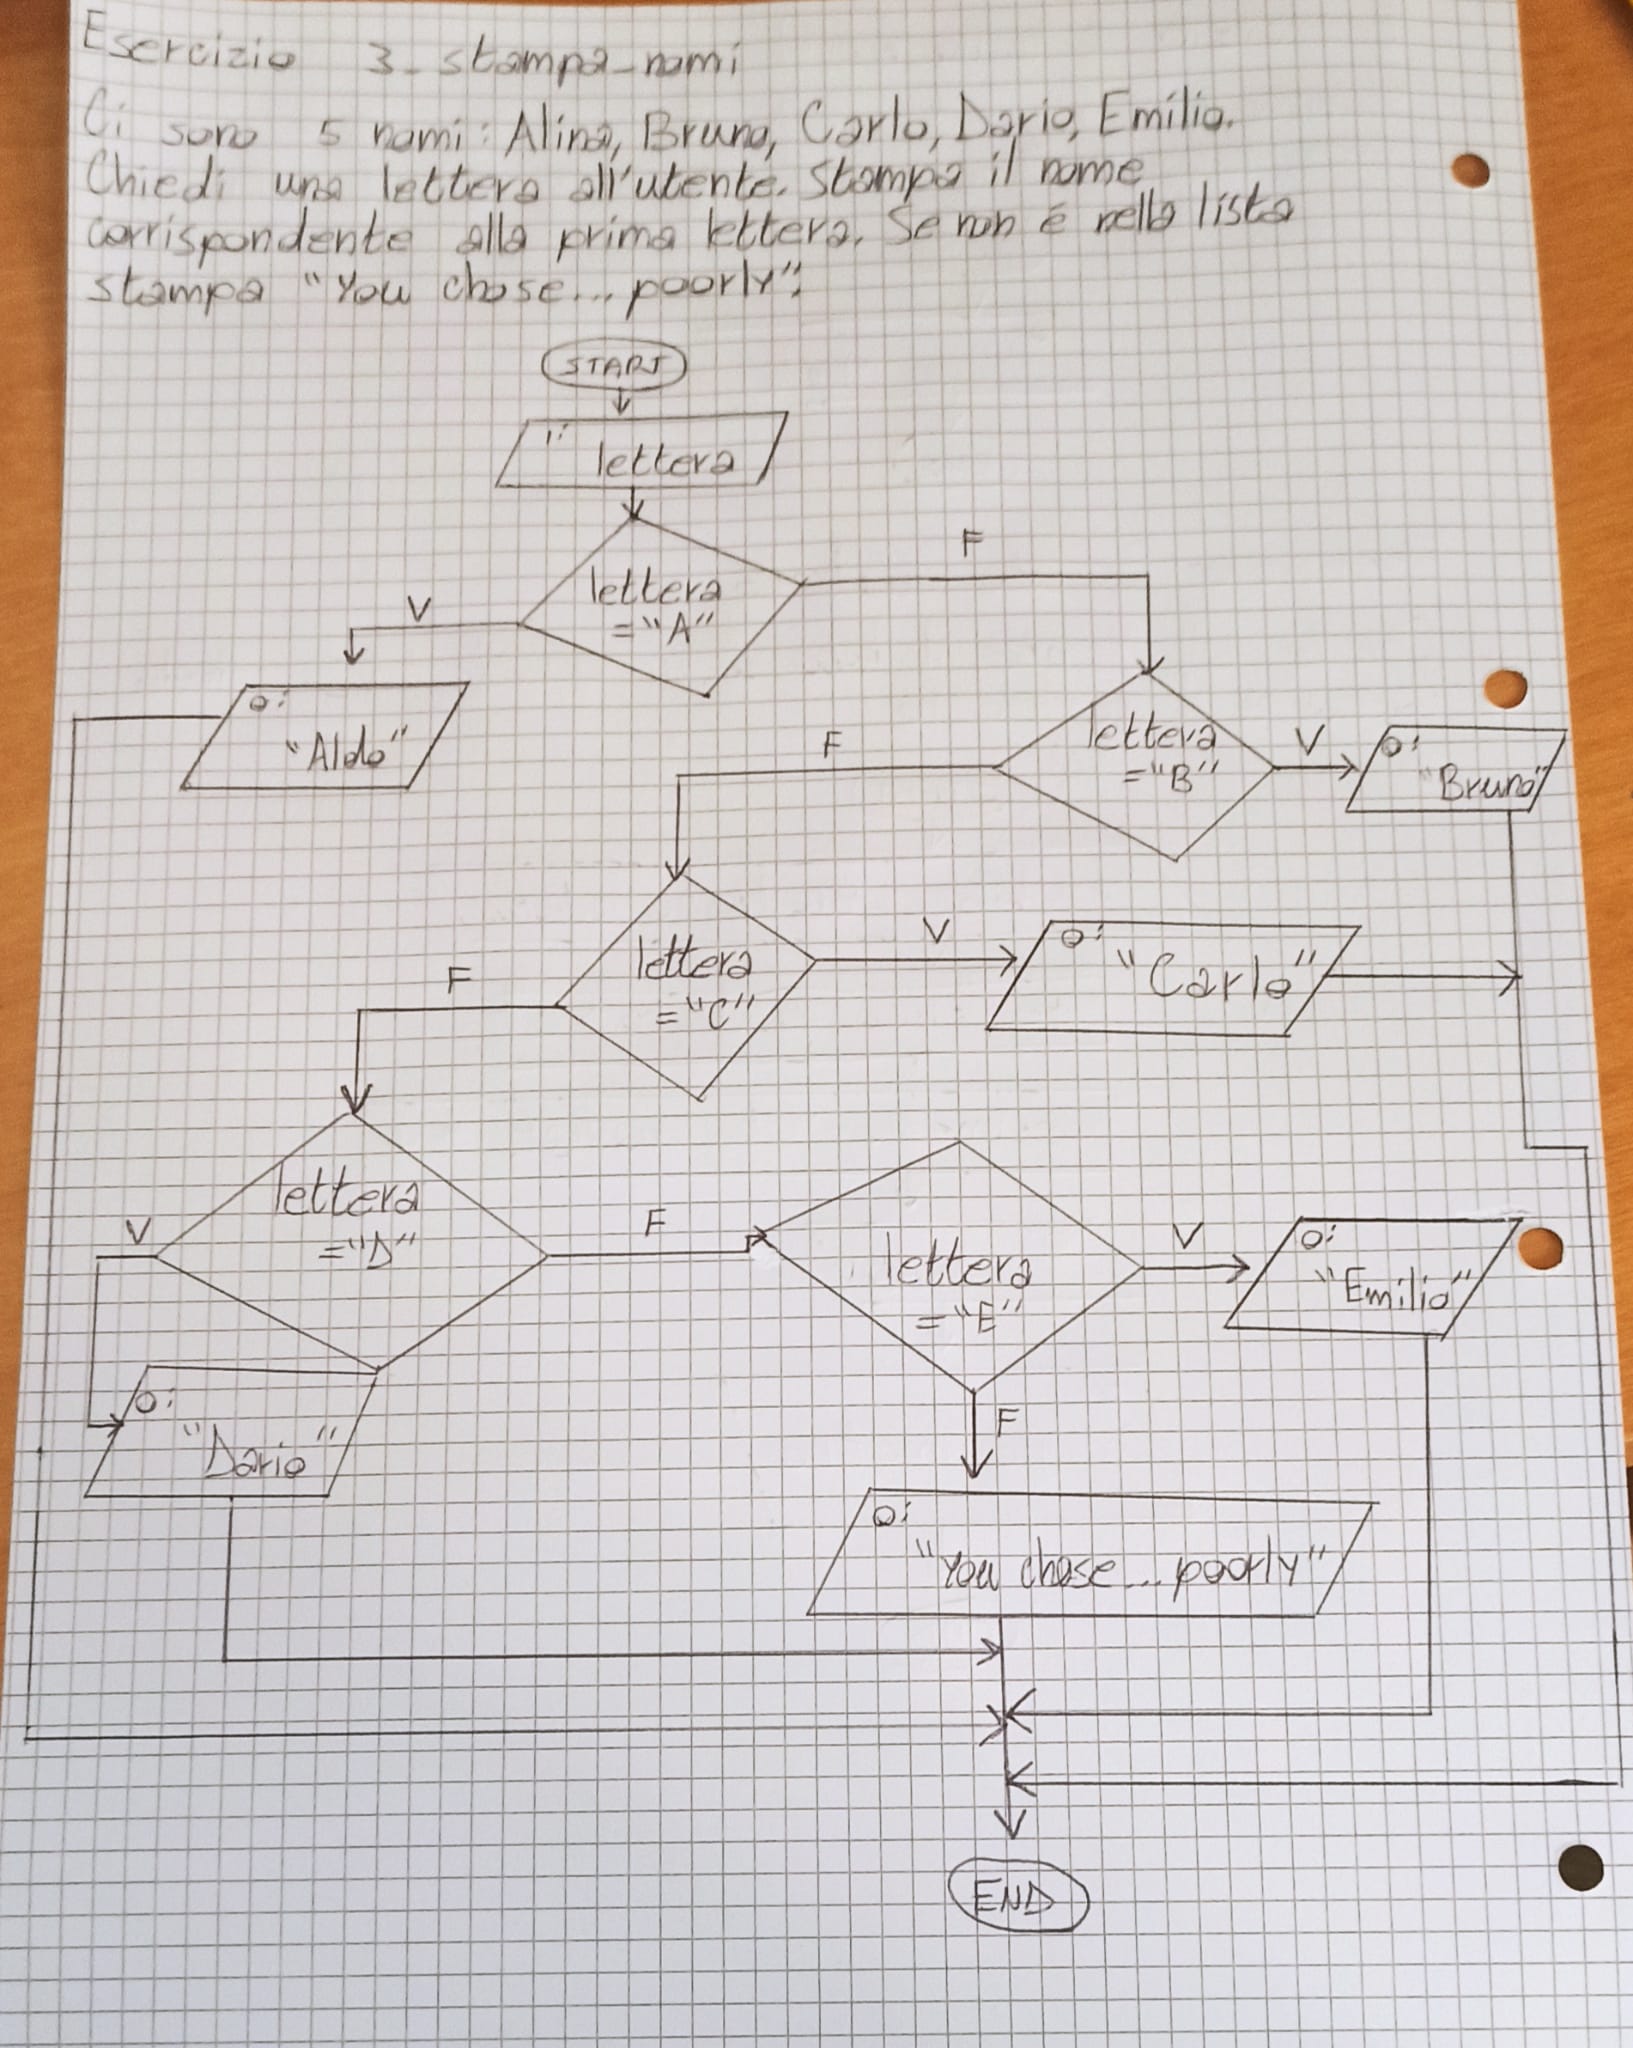 Esercizio 3_stampa_nomi
Ci sono 5 nomi: Alina, Bruno, Carlo, Dario, Emilio.
Chiedi una lettera all'utente. Stampa il nome
corrispondente alla prima lettera. Se non è nella lista
stampa "You chose... poorly".
START
i: lettera
lettera
="A"
V
F
o:
"Aldo"
lettera
="B"
F
V
o:
"Bruno"
lettera
="C"
F
V
o:
"Carlo"
lettera
="D"
V
F
lettera
="E"
V
o:
"Emilio"
o:
"Dario"
F
o:
"You chose... poorly"
END